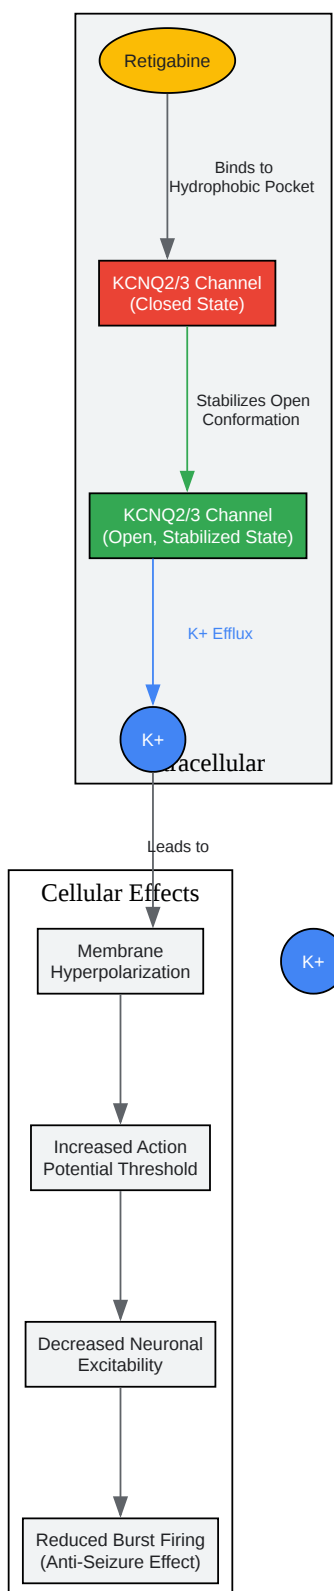 Retigabine
Binds to
Hydrophobic Pocket
KCNQ2/3 Channel
(Closed State)
Stabilizes Open
Conformation
KCNQ2/3 Channel
(Open, Stabilized State)
K+ Efflux
K+
racellular
Leads to
Cellular Effects
Membrane
Hyperpolarization
K+
Increased Action
Potential Threshold
Decreased Neuronal
Excitability
Reduced Burst Firing
(Anti-Seizure Effect)